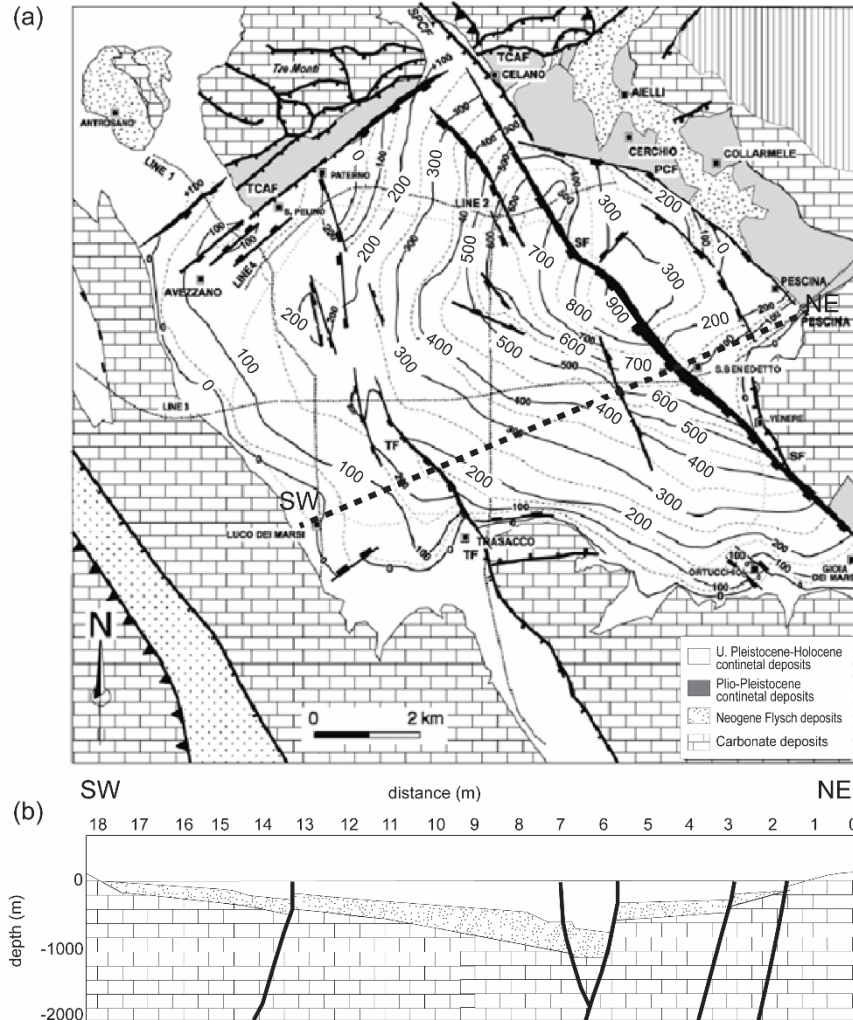 (a)
SPCF
TCAF
CELANO
Tre Monti
+100
AIELLI
ANTROSANO
CERCHIO
COLLARMELE
PCF
LINE 1
+100
TCAF
PATERNO
S. PELINO
LINE 2
LINE4
AVEZZANO
SF
PESCINA
NE
PESCINA
S.BENEDETTO
VENERE
LINE 3
TF
SF
SW
LUCO DEI MARSI
TRASACCO
TF
ORTUCCHIO
GIOIA
DEI MARSI
0
100
200
300
400
500
600
700
800
900
N
0 2 km
U. Pleistocene-Holocene
continetal deposits
Plio-Pleistocene
continetal deposits
Neogene Flysch deposits
Carbonate deposits
(b)
SW distance (m) NE
18 17 16 15 14 13 12 11 10 9 8 7 6 5 4 3 2 1 0
depth (m)
0
-1000
-2000